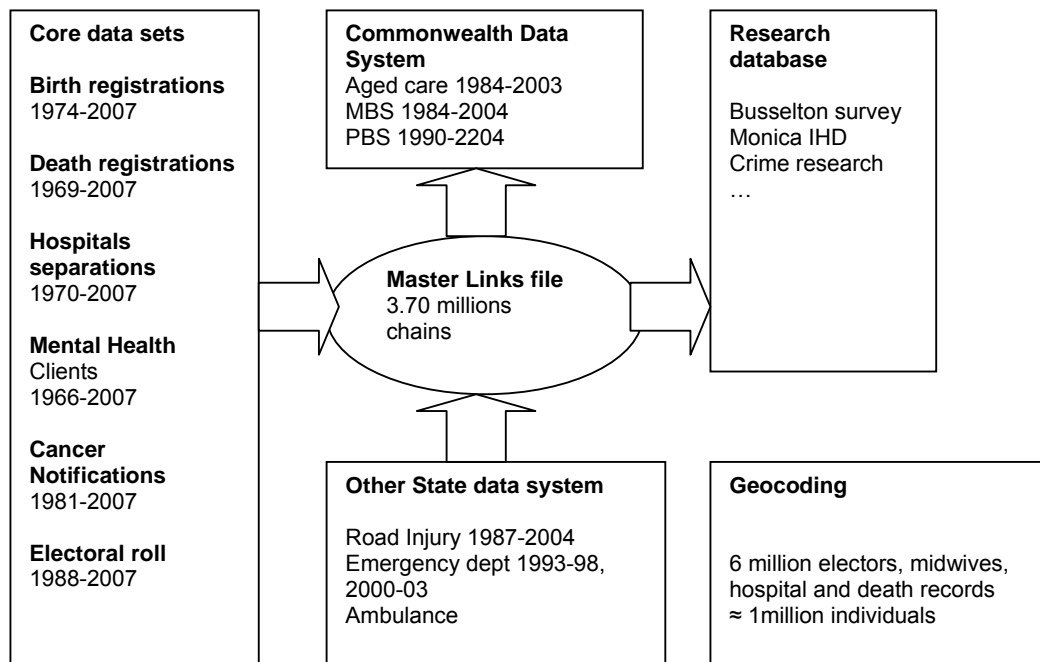 Core data sets
Birth registrations
1974-2007
Death registrations
1969-2007
Hospitals
separations
1970-2007
Mental Health
Clients
1966-2007
Cancer
Notifications
1981-2007
Electoral roll
1988-2007
Commonwealth Data
System
Aged care 1984-2003
MBS 1984-2004
PBS 1990-2204
Research
database
Busselton survey
Monica IHD
Crime research
…
Master Links file
3.70 millions
chains
Other State data system
Road Injury 1987-2004
Emergency dept 1993-98,
2000-03
Ambulance
Geocoding
6 million electors, midwives,
hospital and death records
≈ 1million individuals